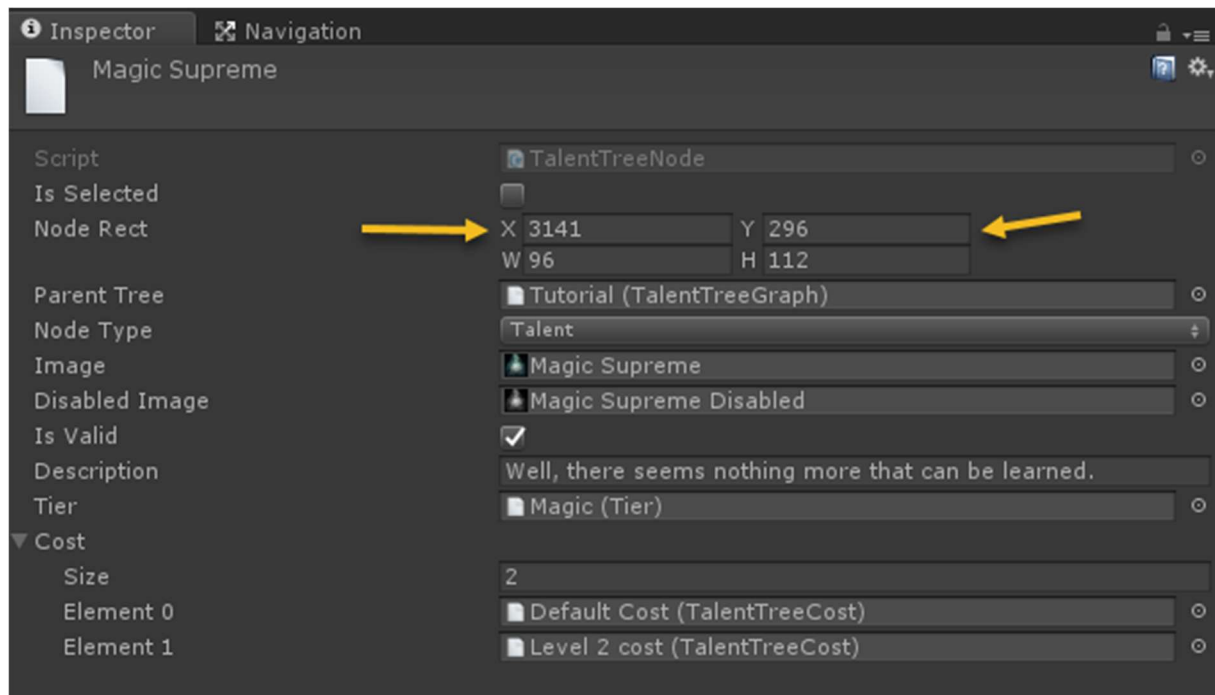 Inspector Navigation
Magic Supreme
Script TalentTreeNode
Is Selected
Node Rect X 3141 Y 296
W 96 H 112
Parent Tree Tutorial (TalentTreeGraph)
Node Type Talent
Image Magic Supreme
Disabled Image Magic Supreme Disabled
Is Valid
Description Well, there seems nothing more that can be learned.
Tier Magic (Tier)
Cost
Size 2
Element 0 Default Cost (TalentTreeCost)
Element 1 Level 2 cost (TalentTreeCost)